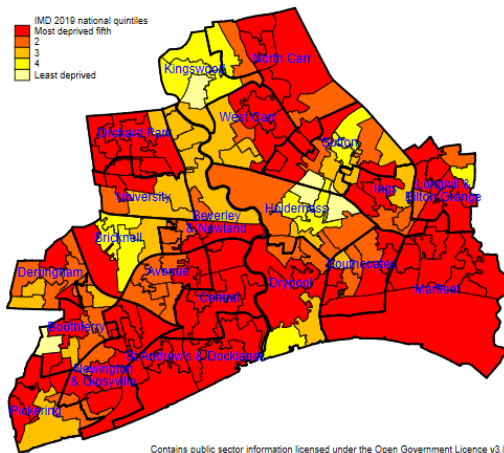 IMD 2019 national quintiles
Most deprived fifth
2
3
4
Least deprived
Kingswood
North Carr
West Carr
Orchard Park
Sutton
Ings
Longhill &
Bilton Grange
University
Holderness
Beverley
& Newland
Bricknell
Avenue
Derringham
Southcoates
Drypool
Marfleet
Central
Boothferry
St Andrew's & Docklands
Newington
& Gipsyville
Pickering
Contains public sector information licensed under the Open Government Licence v3.